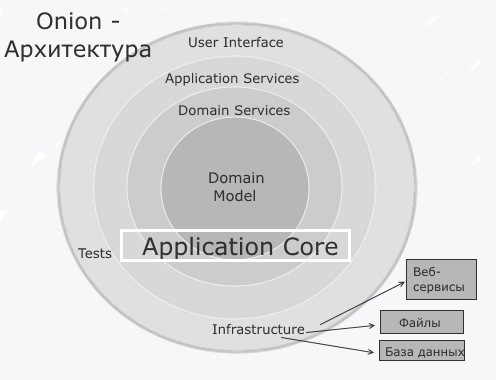 Onion -
Архитектура
User Interface
Application Services
Domain Services
Domain
Model
Application Core
Tests
Infrastructure
Веб-
сервисы
Файлы
База данных